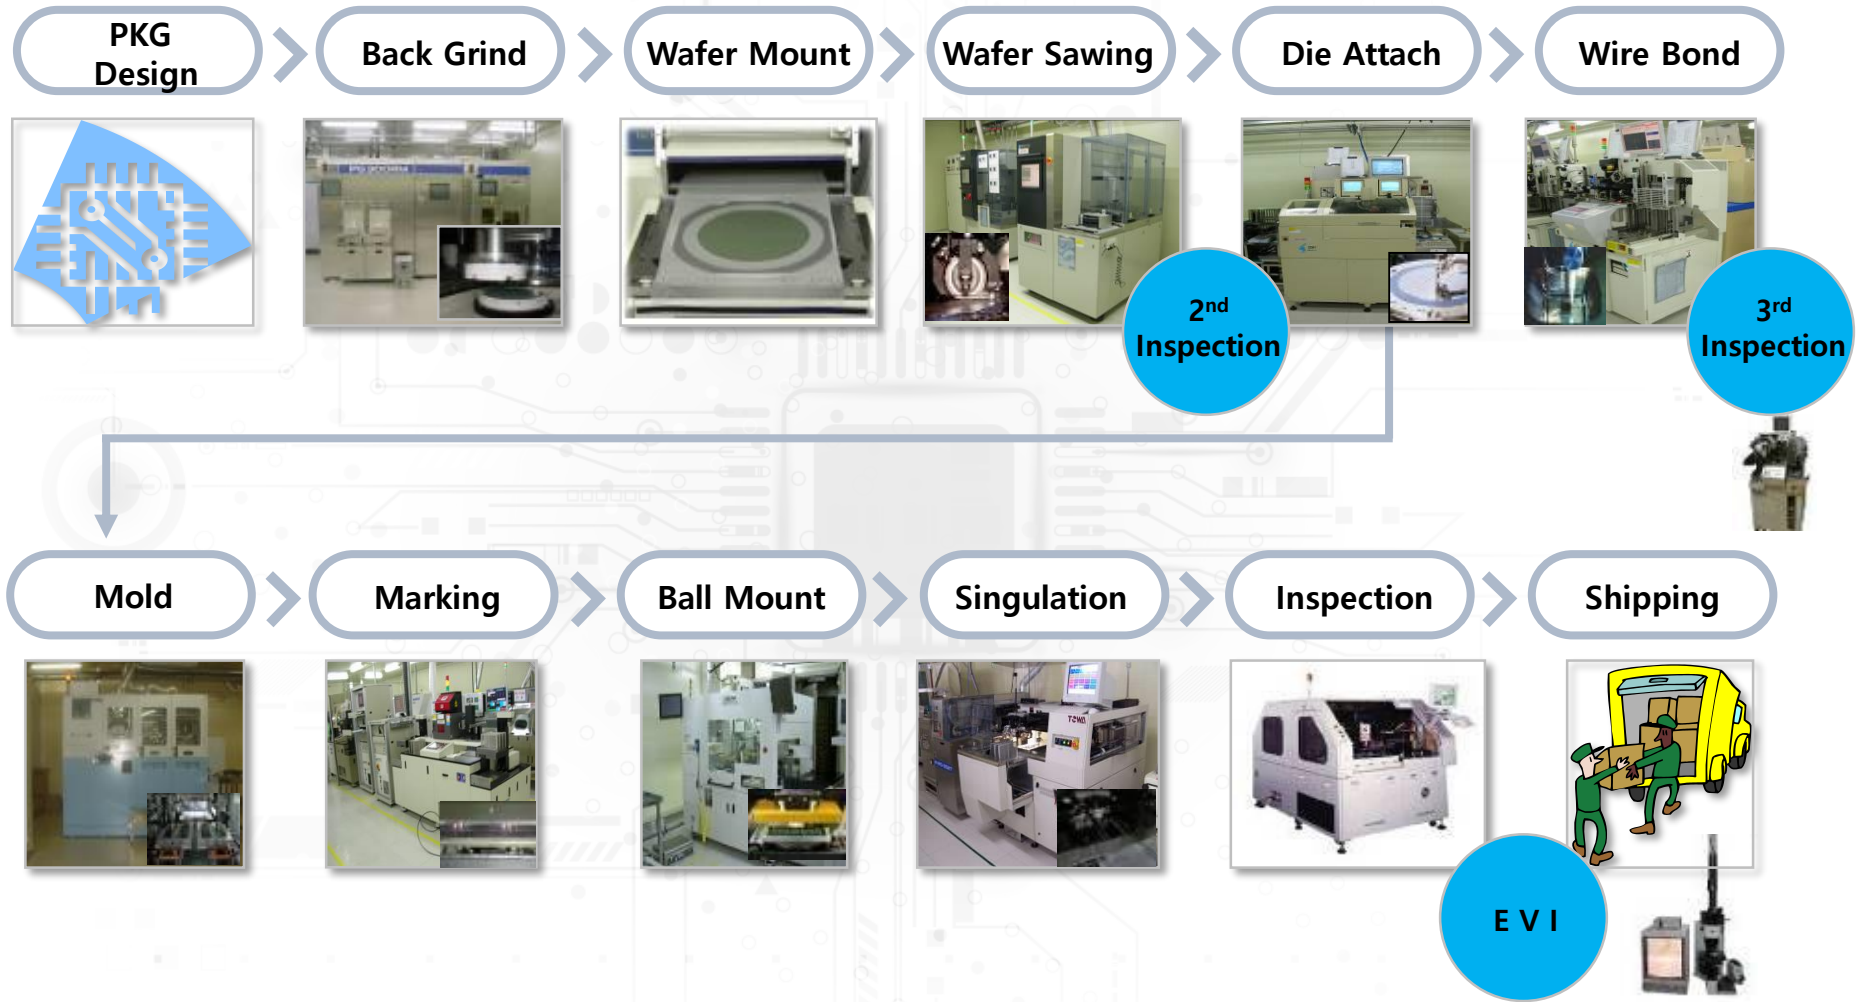 PKG
Design
Back Grind
Wafer Mount
Wafer Sawing
Die Attach
Wire Bond
2nd
Inspection
3rd
Inspection
Mold
Marking
Ball Mount
Singulation
Inspection
Shipping
TOWA
E V I